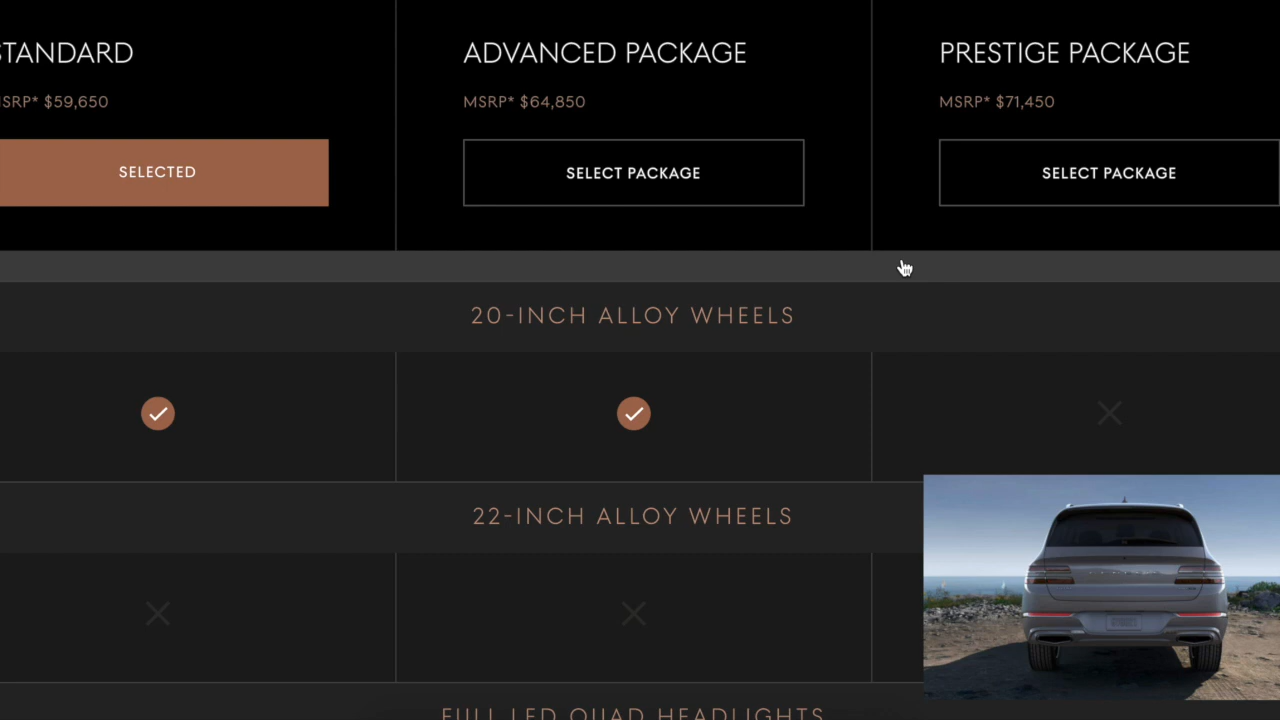 STANDARD
MSRP* $59,650
SELECTED
ADVANCED PACKAGE
MSRP* $64,850
SELECT PACKAGE
PRESTIGE PACKAGE
MSRP* $71,450
SELECT PACKAGE
20-INCH ALLOY WHEELS
22-INCH ALLOY WHEELS
FULL LED QUAD HEADLIGHTS